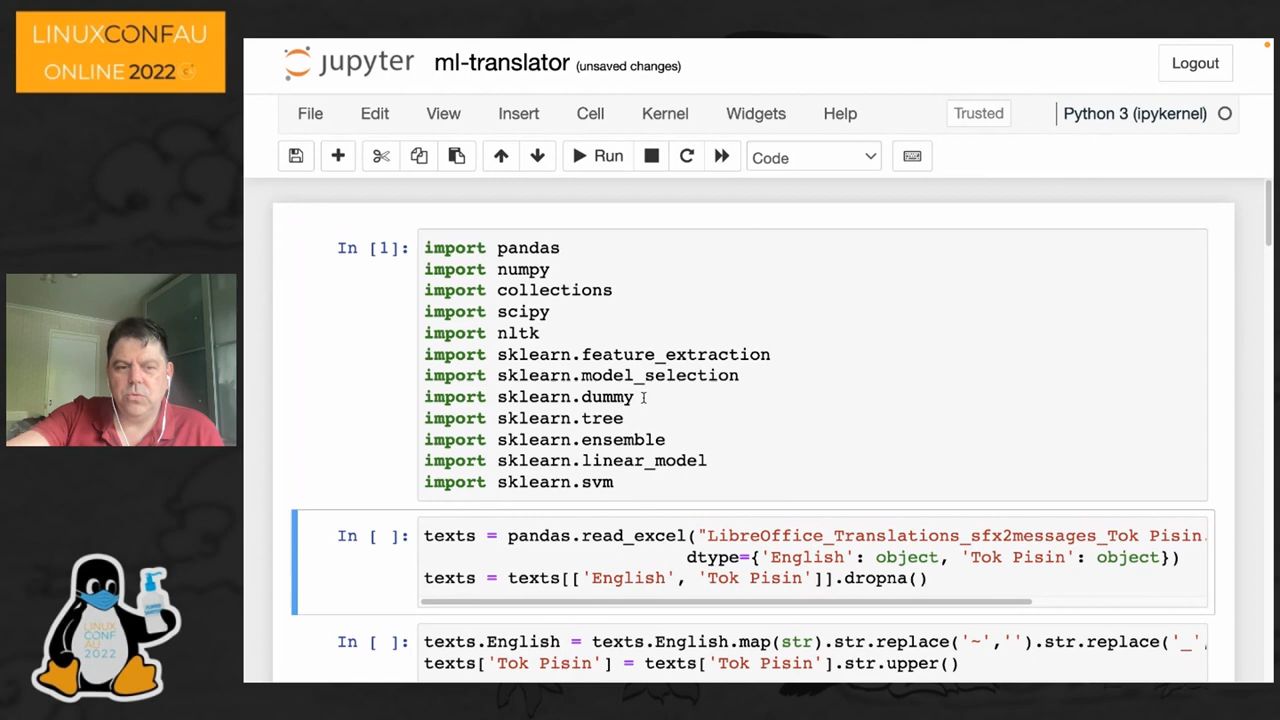 LINUXCONFAU
ONLINE 2022
jupyter ml-translator (unsaved changes)
Logout
File Edit View Insert Cell Kernel Widgets Help Trusted Python 3 (ipykernel)
Run Code
In [1]:
import pandas
import numpy
import collections
import scipy
import nltk
import sklearn.feature_extraction
import sklearn.model_selection
import sklearn.dummy
import sklearn.tree
import sklearn.ensemble
import sklearn.linear_model
import sklearn.svm
In [ ]:
texts = pandas.read_excel("LibreOffice_Translations_sfx2messages_Tok Pisin.
dtype={'English': object, 'Tok Pisin': object})
texts = texts[['English', 'Tok Pisin']].dropna()
In [ ]:
texts.English = texts.English.map(str).str.replace('~','').str.replace('_',
texts['Tok Pisin'] = texts['Tok Pisin'].str.upper()
LINUX
CONF
AU
2022